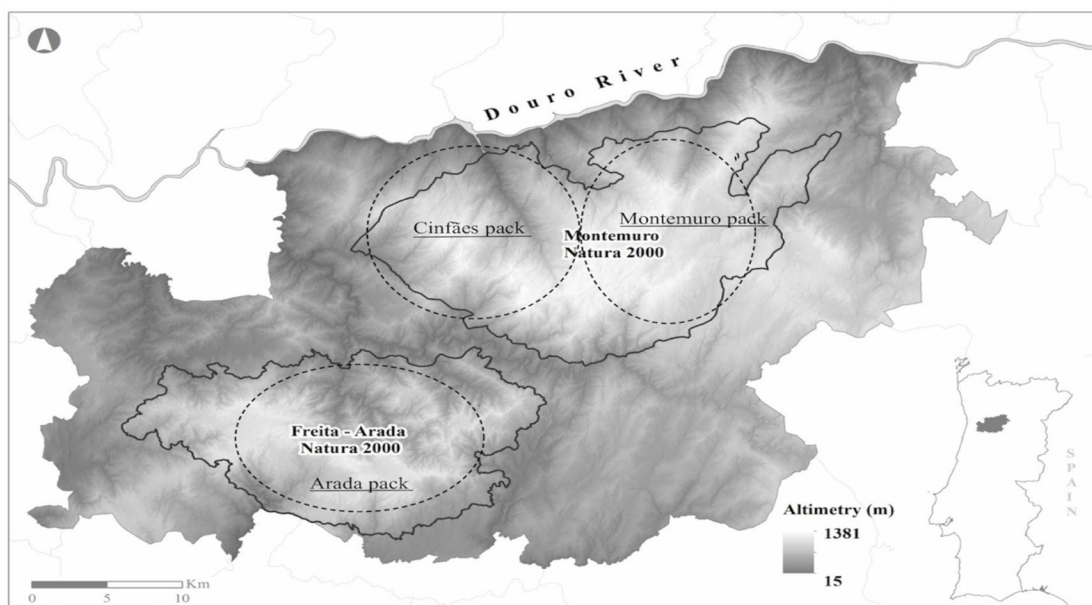 Douro River
Cinfães pack
Montemuro pack
Montemuro
Natura 2000
Freita - Arada
Natura 2000
Arada pack
SPAIN
Altimetry (m)
1381
15
Km
0
5
10